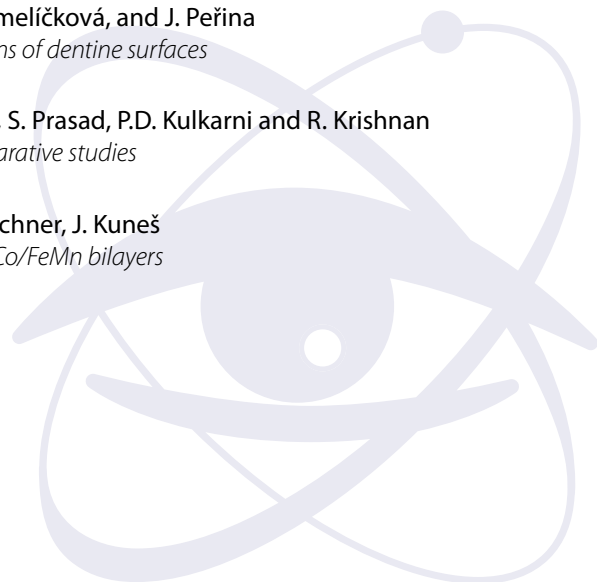 melíčková, and J. Peřina
ns of dentine surfaces
. S. Prasad, P.D. Kulkarni and R. Krishnan
arative studies
chner, J. Kuneš
Co/FeMn bilayers